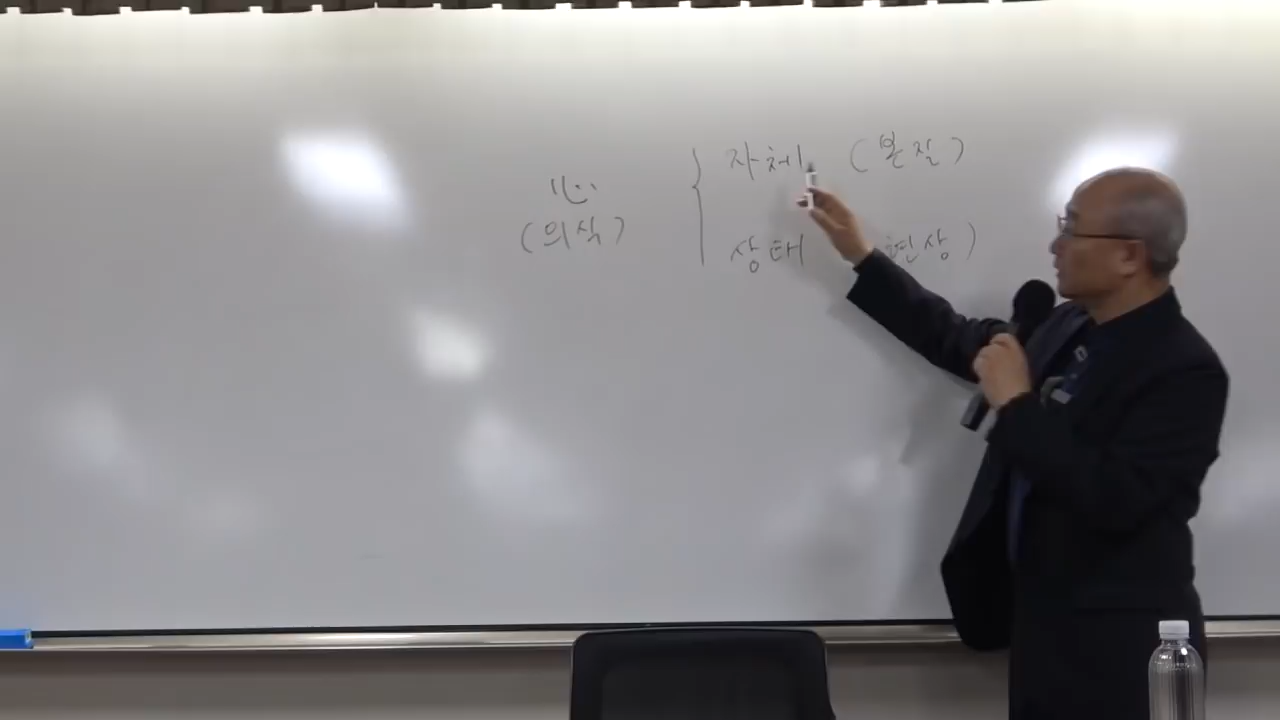 心 { 자체 (본질)
(의식) 상태 현상)